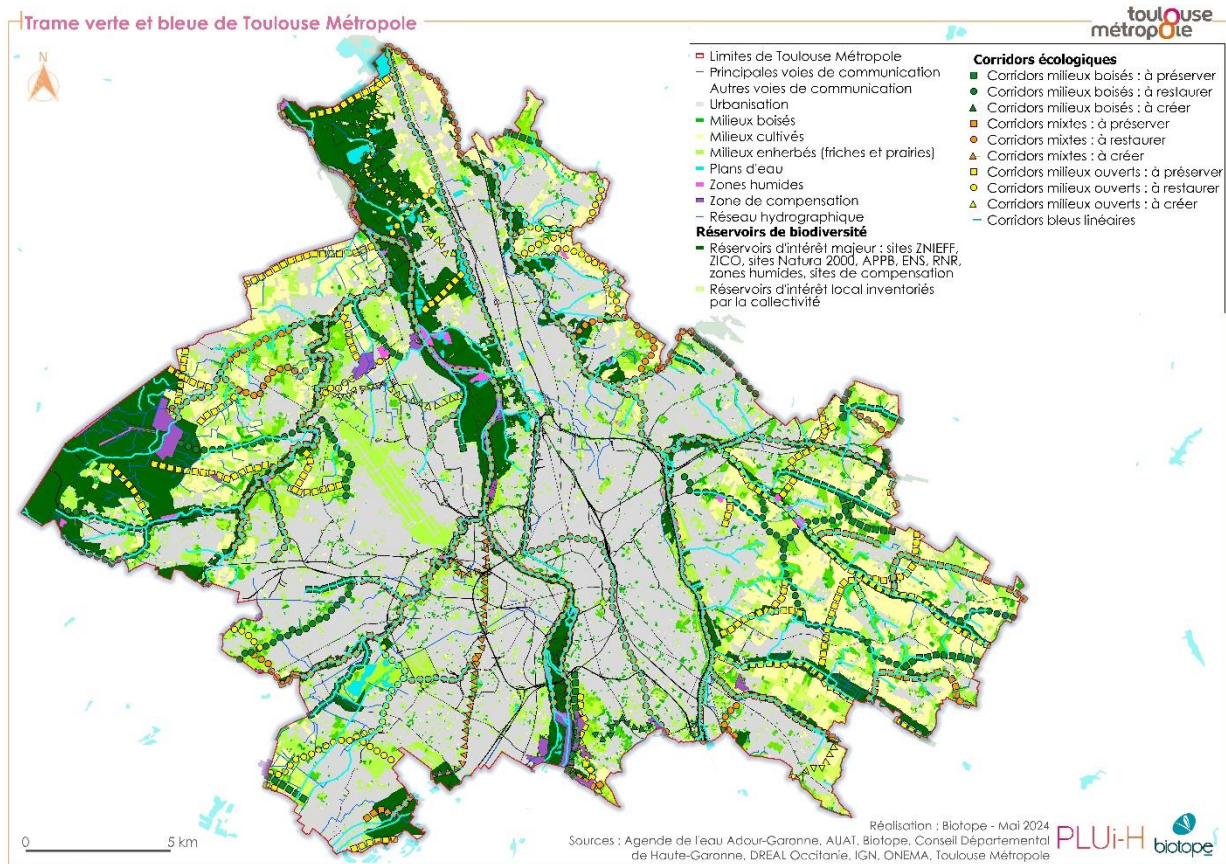 Trame verte et bleue de Toulouse Métropole
toulouse
métropole
N
Limites de Toulouse Métropole
Principales voies de communication
Autres voies de communication
Urbanisation
Milieux boisés
Milieux cultivés
Milieux enherbés (friches et prairies)
Plans d'eau
Zones humides
Zone de compensation
Réseau hydrographique
Réservoirs de biodiversité
Réservoirs d'intérêt majeur : sites ZNIEFF,
ZICO, sites Natura 2000, APPB, ENS, RNR,
zones humides, sites de compensation
Réservoirs d'intérêt local inventoriés
par la collectivité
Corridors écologiques
Corridors milieux boisés : à préserver
Corridors milieux boisés : à restaurer
Corridors milieux boisés : à créer
Corridors mixtes : à préserver
Corridors mixtes : à restaurer
Corridors mixtes : à créer
Corridors milieux ouverts : à préserver
Corridors milieux ouverts : à restaurer
Corridors milieux ouverts : à créer
Corridors bleus linéaires
0 5 km
Réalisation : Biotope - Mai 2024
Sources : Agende de l'eau Adour-Garonne, AUAT, Biotope, Conseil Départemental
de Haute-Garonne, DREAL Occitanie, IGN, ONEMA, Toulouse Métropole
PLUi-H
biotope